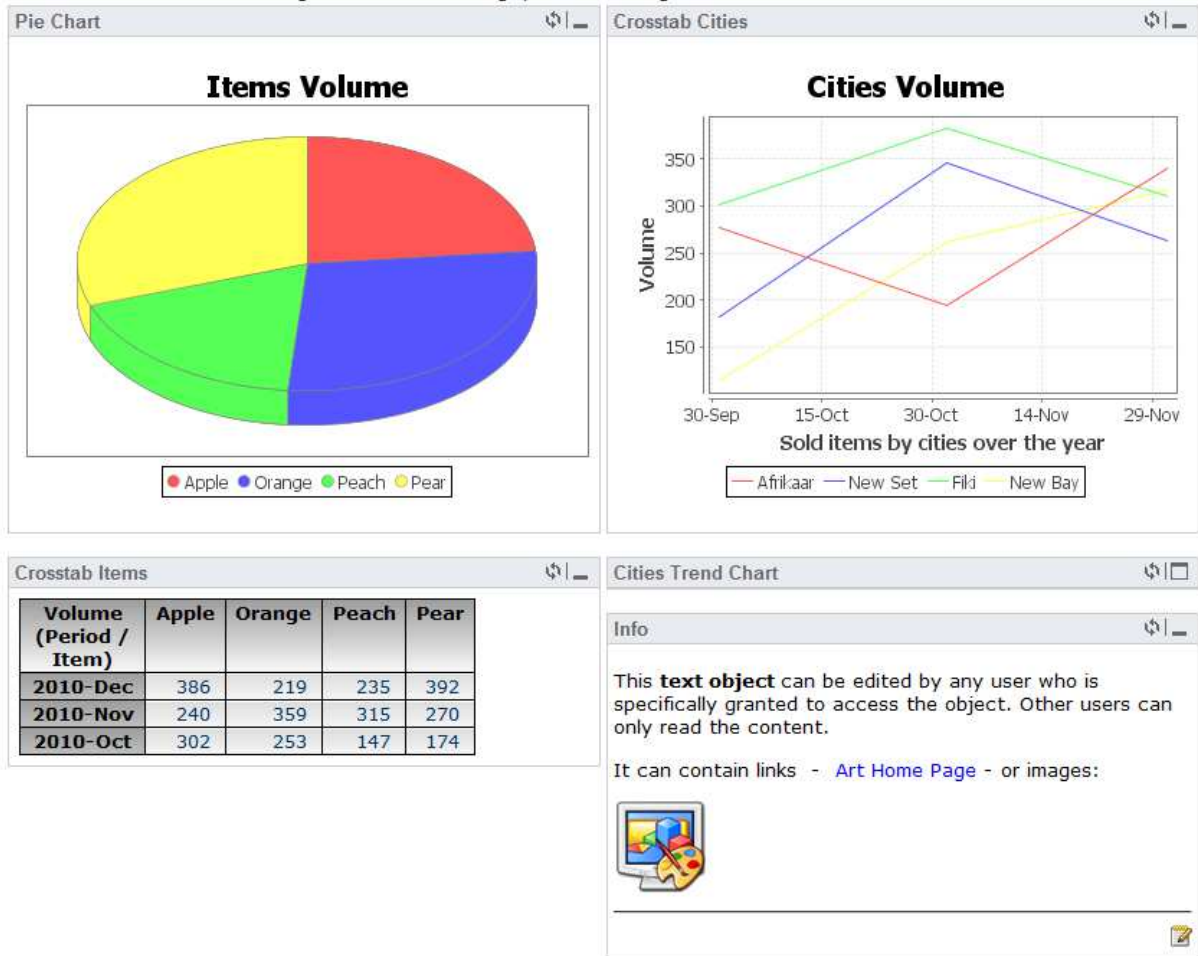 Pie Chart
Items Volume
Apple Orange Peach Pear
Crosstab Cities
Cities Volume
Volume
350
300
250
200
150
30-Sep 15-Oct 30-Oct 14-Nov 29-Nov
Sold items by cities over the year
Afrikaar New Set Fiki New Bay
Crosstab Items
Volume (Period / Item) Apple Orange Peach Pear
2010-Dec 386 219 235 392
2010-Nov 240 359 315 270
2010-Oct 302 253 147 174
Cities Trend Chart
Info
This text object can be edited by any user who is
specifically granted to access the object. Other users can
only read the content.
It can contain links - Art Home Page - or images: